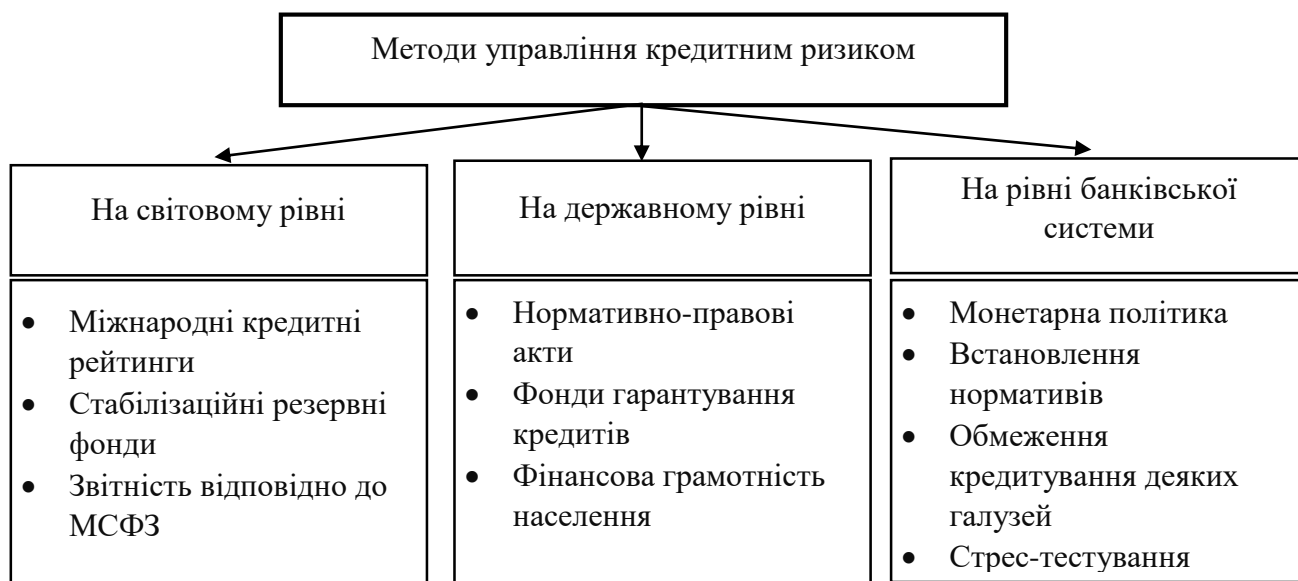 Методи управління кредитним ризиком
На світовому рівні
На державному рівні
На рівні банківської
системи
• Міжнародні кредитні
рейтинги
• Стабілізаційні резервні
фонди
• Звітність відповідно до
МСФЗ
• Нормативно-правові
акти
• Фонди гарантування
кредитів
• Фінансова грамотність
населення
• Монетарна політика
• Встановлення
нормативів
• Обмеження
кредитування деяких
галузей
• Стрес-тестування